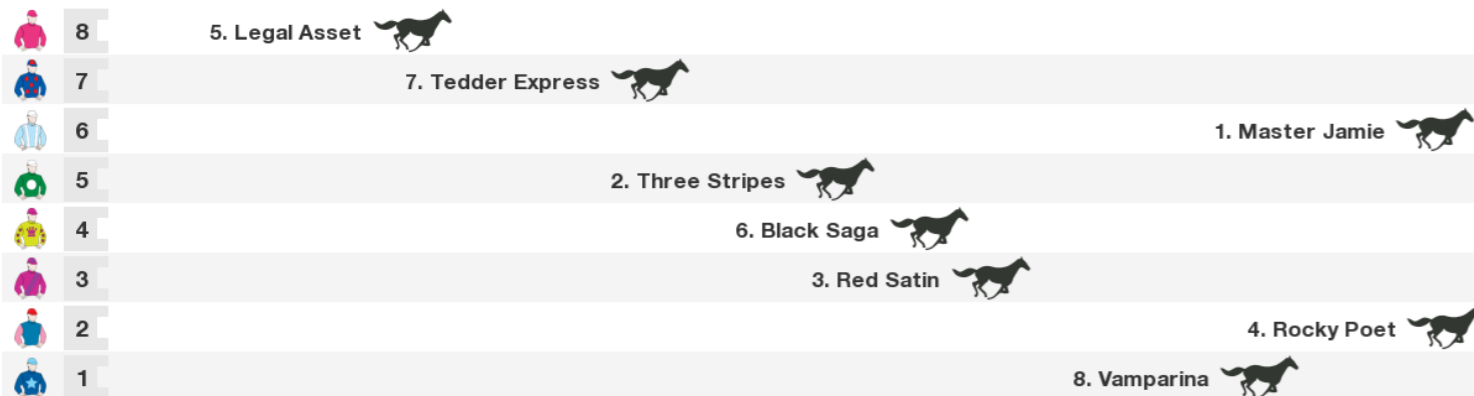 8 5. Legal Asset
7 7. Tedder Express
6 1. Master Jamie
5 2. Three Stripes
4 6. Black Saga
3 3. Red Satin
2 4. Rocky Poet
1 8. Vamparina